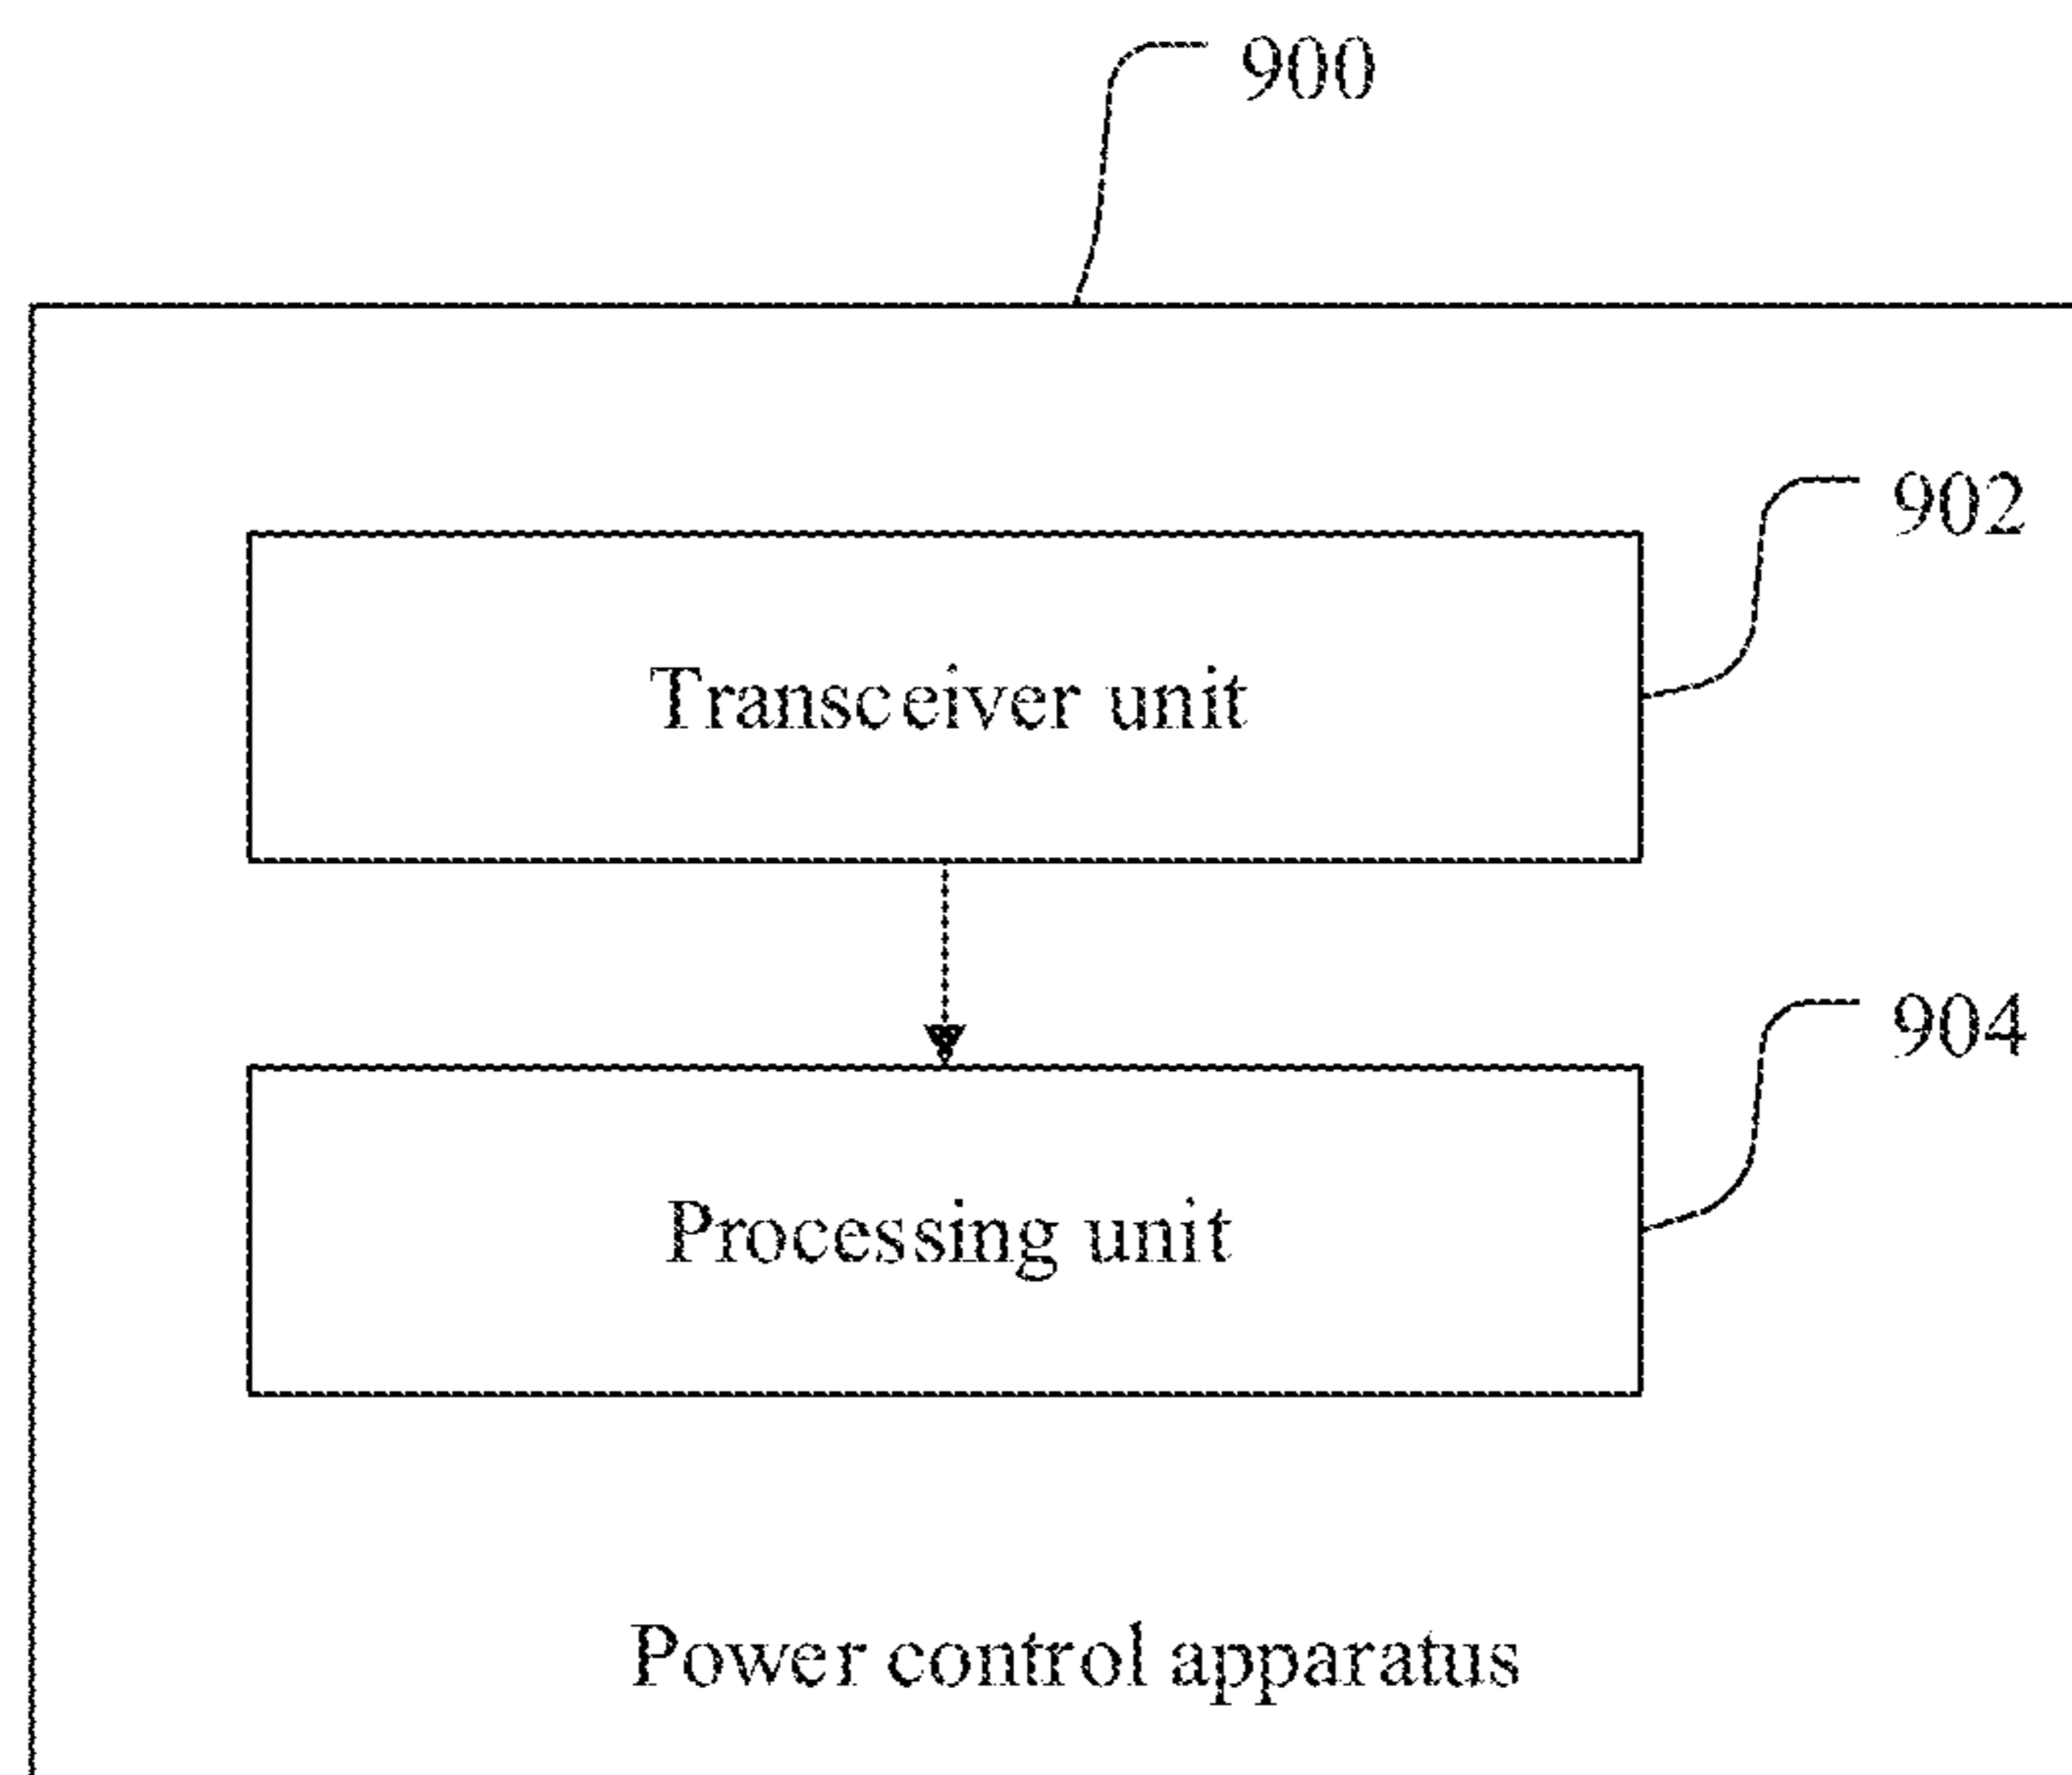 900
902
Transceiver unit
904
Processing unit
Power control apparatus